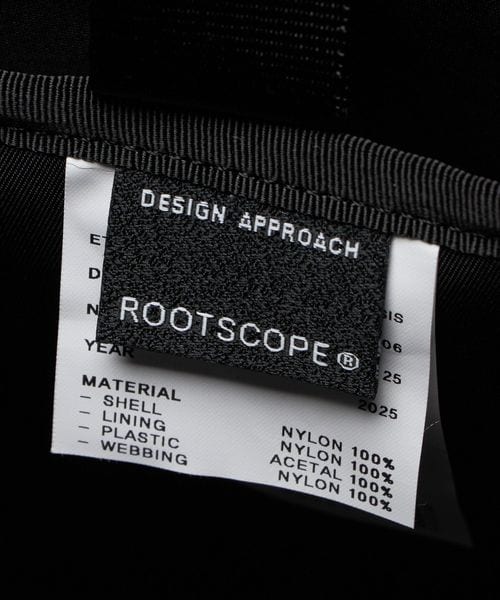 DESIGN APPROACH
ROOTSCOPE®
YEAR 2025
MATERIAL
– SHELL NYLON 100%
– LINING NYLON 100%
– PLASTIC ACETAL 100%
– WEBBING NYLON 100%